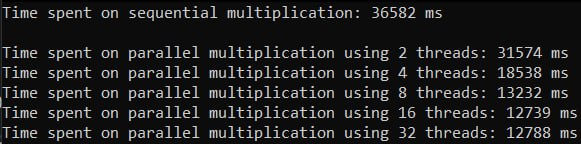 Time spent on sequential multiplication: 36582 ms
Time spent on parallel multiplication using 2 threads: 31574 ms
Time spent on parallel multiplication using 4 threads: 18538 ms
Time spent on parallel multiplication using 8 threads: 13232 ms
Time spent on parallel multiplication using 16 threads: 12739 ms
Time spent on parallel multiplication using 32 threads: 12788 ms